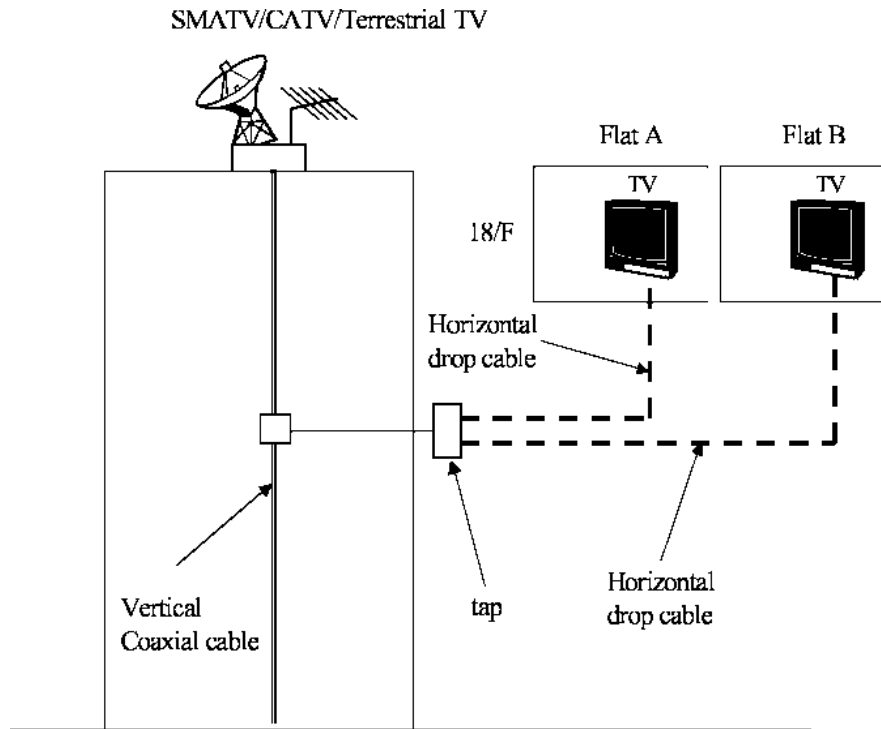 SMATV/CATV/Terrestrial TV
Flat A
Flat B
TV
TV
18/F
Horizontal
drop cable
Vertical
Coaxial cable
tap
Horizontal
drop cable